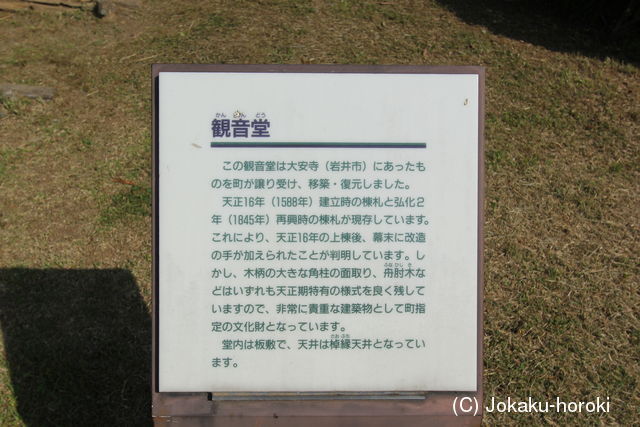 かん のん どう
観音堂
この観音堂は大安寺（岩井市）にあったも
のを町が譲り受け、移築・復元しました。
天正16年（1588年）建立時の棟札と弘化2
年（1845年）再興時の棟札が現存しています。
これにより、天正16年の上棟後、幕末に改造
の手が加えられたことが判明しています。し
かし、木柄の大きな角柱の面取り、舟肘木な
どはいずれも天正期特有の様式を良く残して
いますので、非常に貴重な建築物として町指
定の文化財となっています。
堂内は板敷で、天井は棹縁天井となってい
ます。
(C) Jokaku-horoki